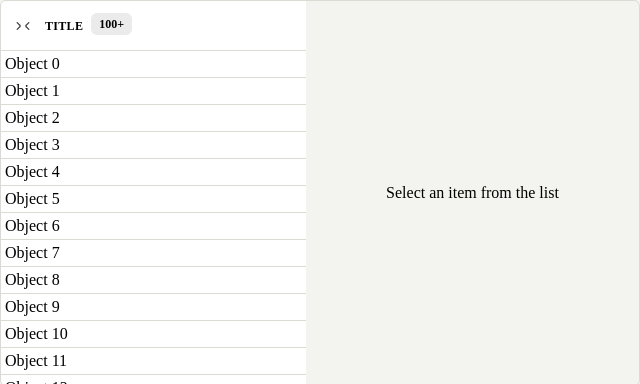 TITLE 100+
Object 0
Object 1
Object 2
Object 3
Object 4
Object 5
Object 6
Object 7
Object 8
Object 9
Object 10
Object 11
Select an item from the list